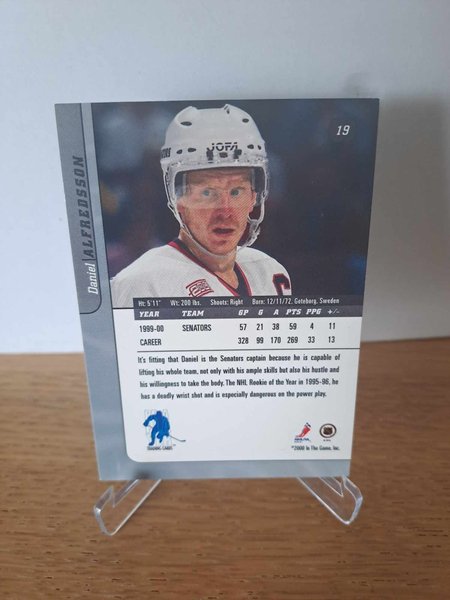 19
JOFA
Daniel ALFREDSSON
Ht: 5'11" Wt: 200 lbs. Shoots: Right Born: 12/11/72, Goteborg, Sweden
YEAR TEAM GP G A PTS PPG +/-
1999-00 SENATORS 57 21 38 59 4 11
CAREER 328 99 170 269 33 13
It's fitting that Daniel is the Senators captain because he is capable of
lifting his whole team, not only with his ample skills but also his hustle and
his willingness to take the body. The NHL Rookie of the Year in 1995-96, he
has a deadly wrist shot and is especially dangerous on the power play.
TRADING CARDS
©2000 In The Game, Inc.